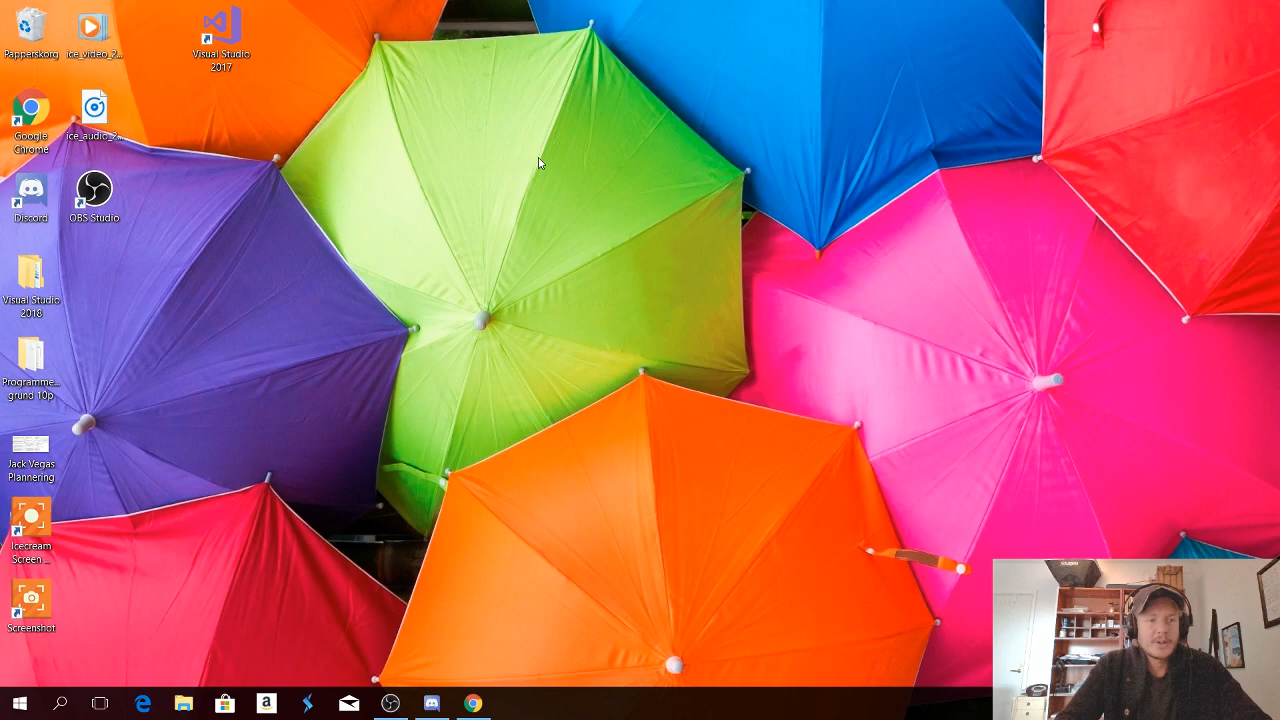 Papperskorg
ice_video_2...
Visual Studio
2017
Google
Chrome
ice_audio_2...
Discord
OBS Studio
Visual Studio
2018
Programme...
grund 10p
Jack Vegas
Plannering
Icecream
Screen ...
Screenshot
a